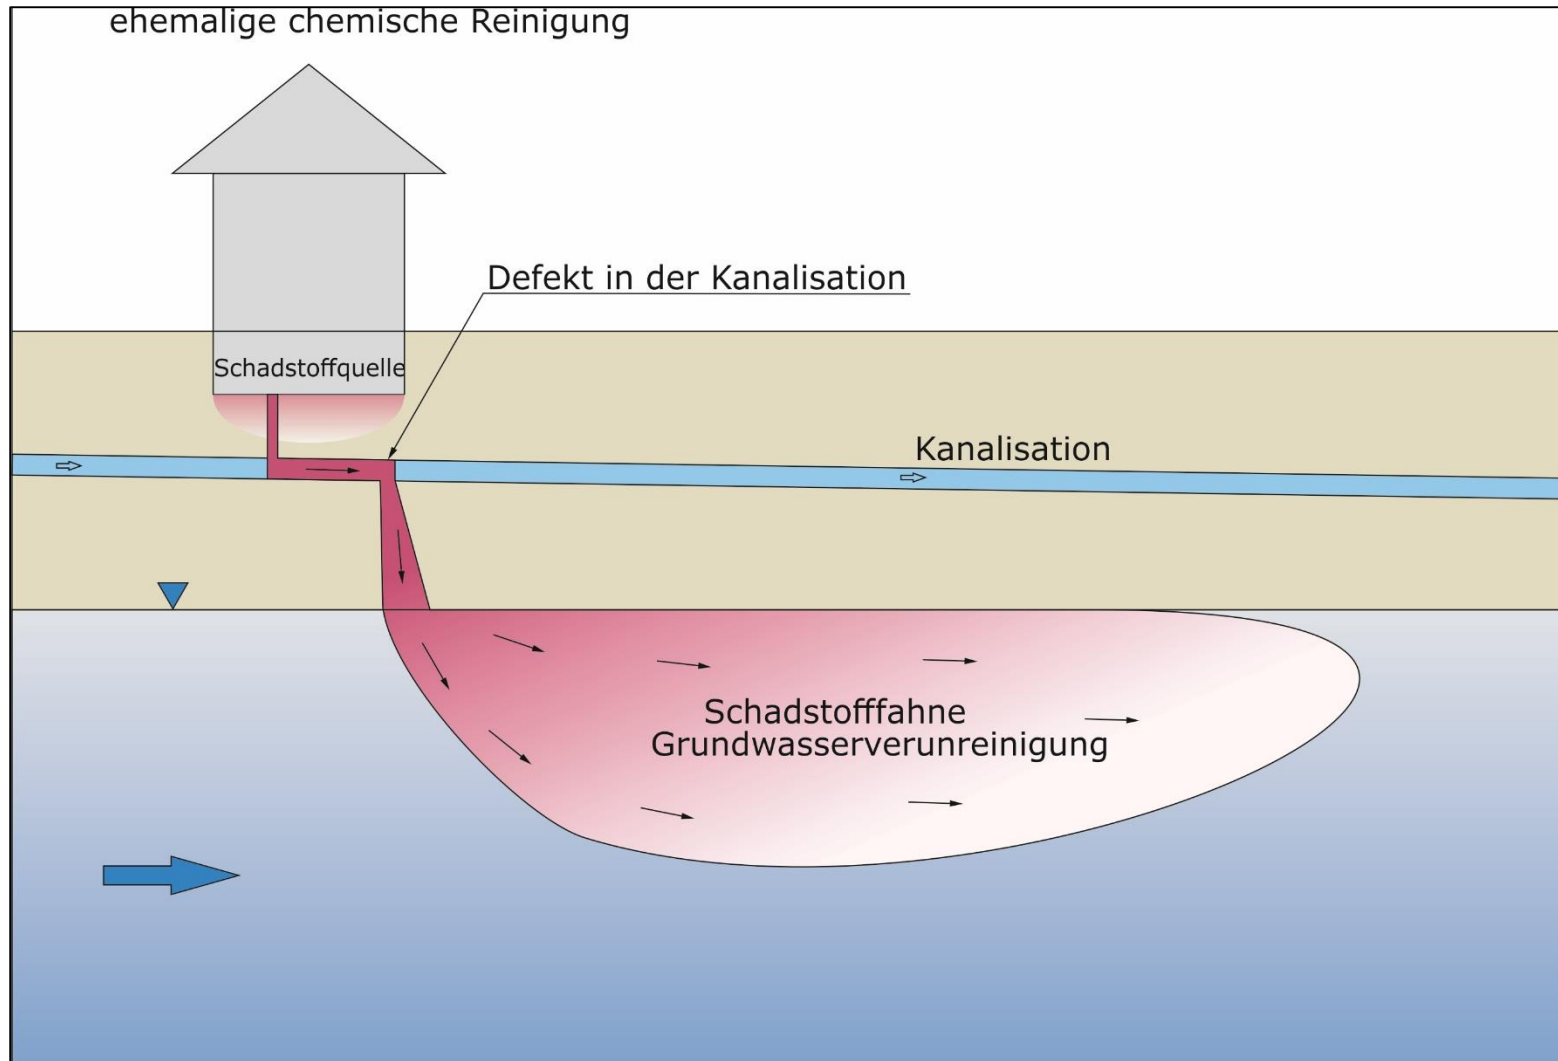 ehemalige chemische Reinigung
Defekt in der Kanalisation
Schadstoffquelle
Kanalisation
Schadstofffahne
Grundwasserverunreinigung